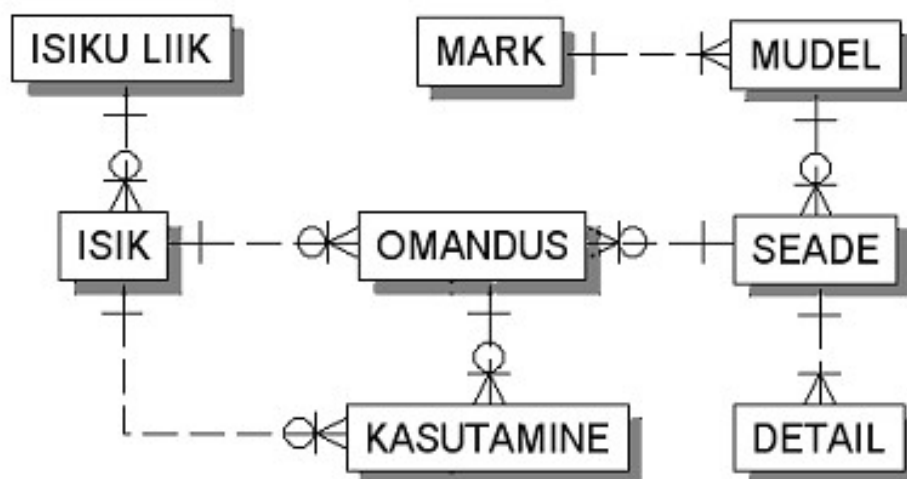 ISIKU LIIK
MARK
MUDEL
ISIK
OMANDUS
SEADE
KASUTAMINE
DETAIL